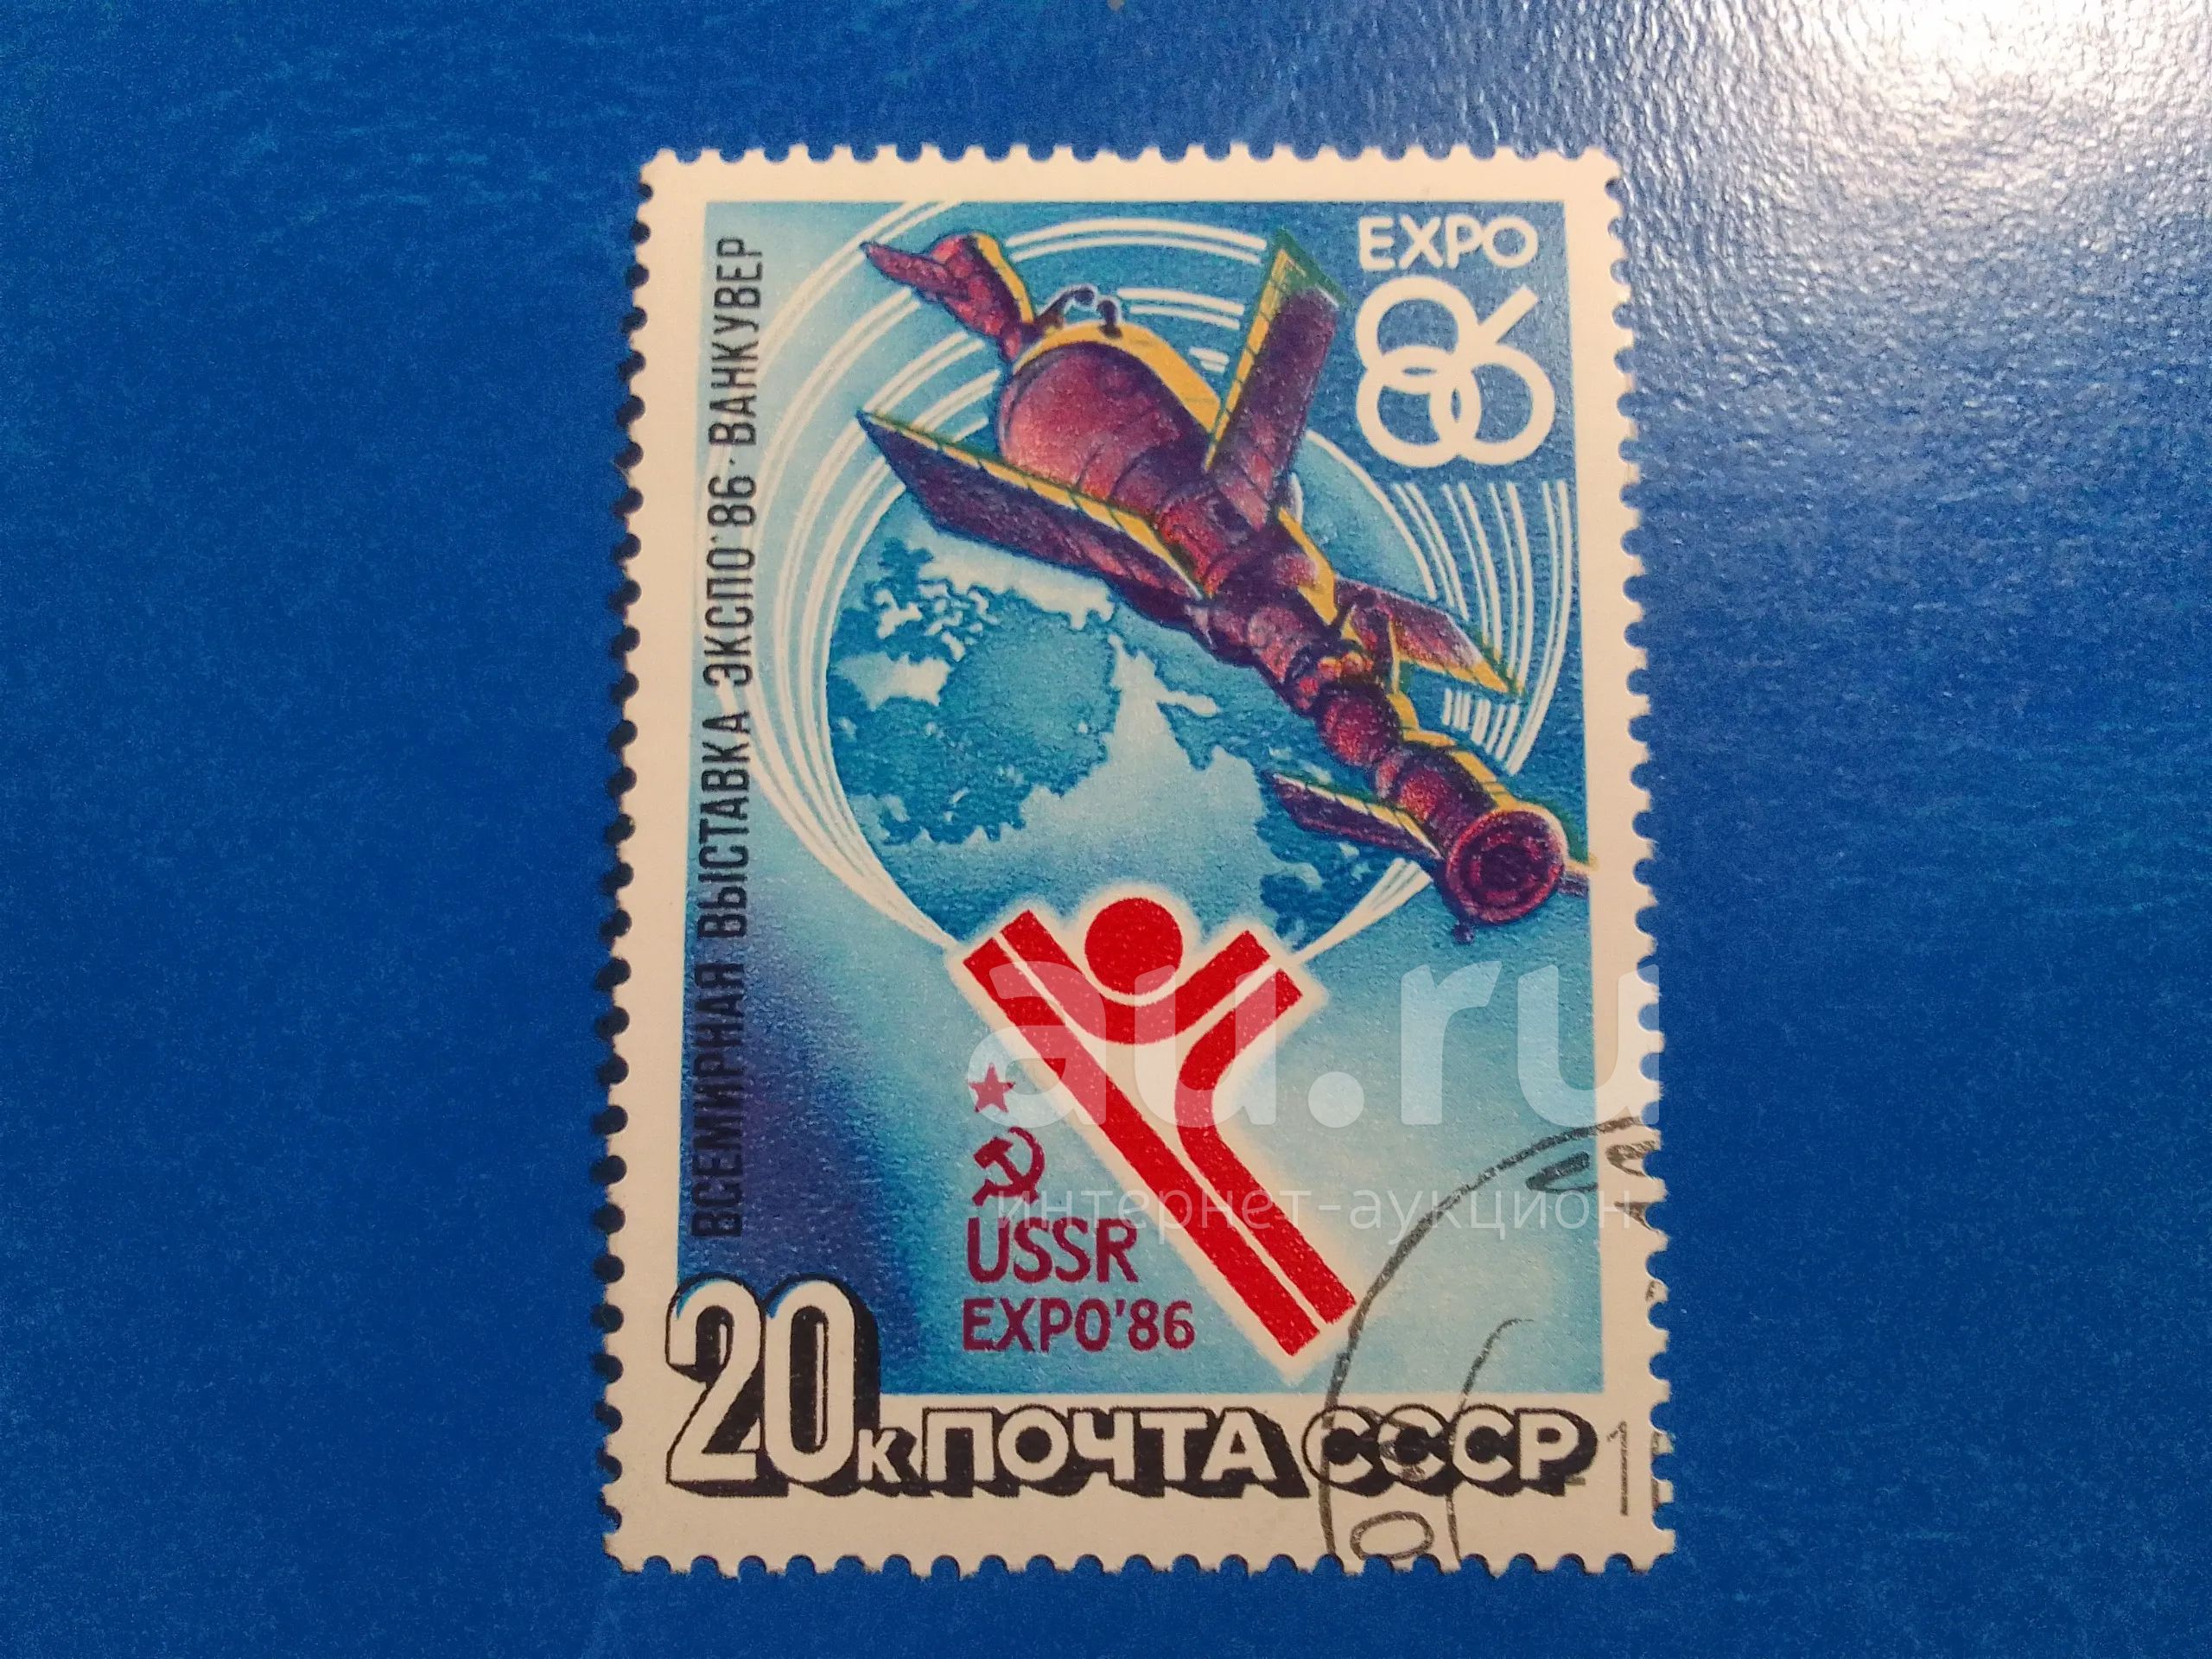 EXPO
86
ВСЕМИРНАЯ ВЫСТАВКА ЭКСПО'86·ВАНКУВЕР
au.ru
интернет-аукцион
USSR
EXPO'86
20к ПОЧТА СССР